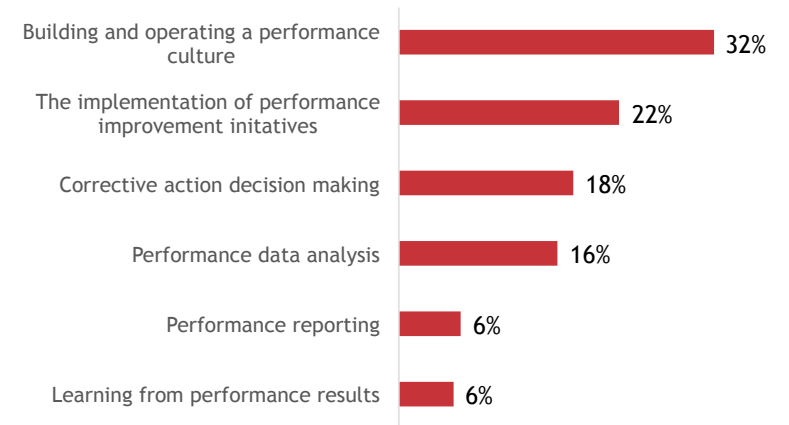 Building and operating a performance
culture
32%
The implementation of performance
improvement initatives
22%
Corrective action decision making
18%
Performance data analysis
16%
Performance reporting
6%
Learning from performance results
6%